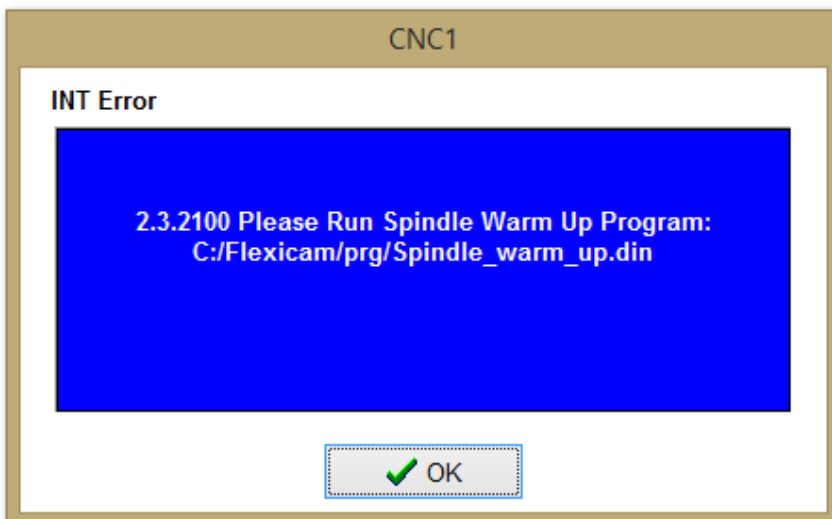 CNC1
INT Error
2.3.2100 Please Run Spindle Warm Up Program:
C:/Flexicam/prg/Spindle_warm_up.din
OK